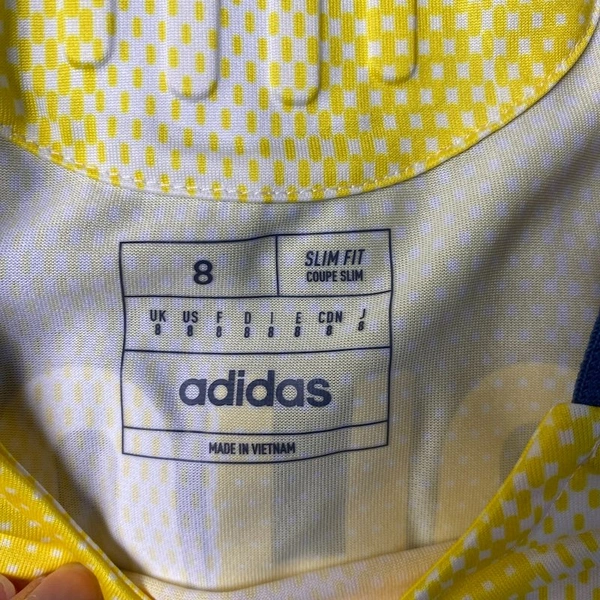 8
SLIM FIT
COUPE SLIM
UK US F D I E CDN J
8 8 8 8 8 8 8 8
adidas
MADE IN VIETNAM